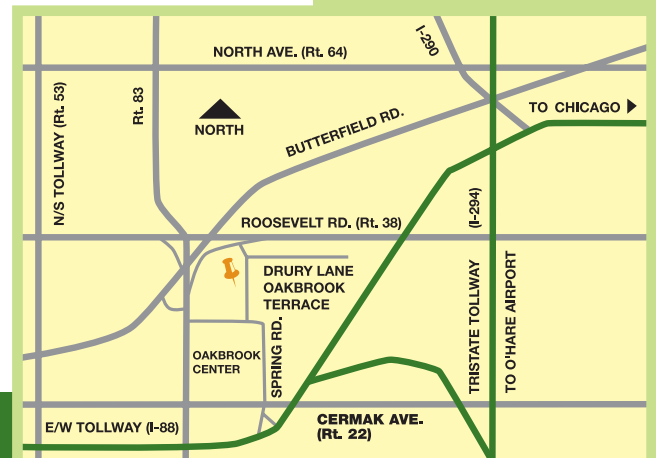 NORTH AVE. (Rt. 64)
I-290
N/S TOLLWAY (Rt. 53)
Rt. 83
NORTH
BUTTERFIELD RD.
TO CHICAGO
ROOSEVELT RD. (Rt. 38)
(I-294)
TRISTATE TOLLWAY
TO O'HARE AIRPORT
DRURY LANE
OAKBROOK
TERRACE
SPRING RD.
OAKBROOK
CENTER
E/W TOLLWAY (I-88)
CERMAK AVE.
(Rt. 22)